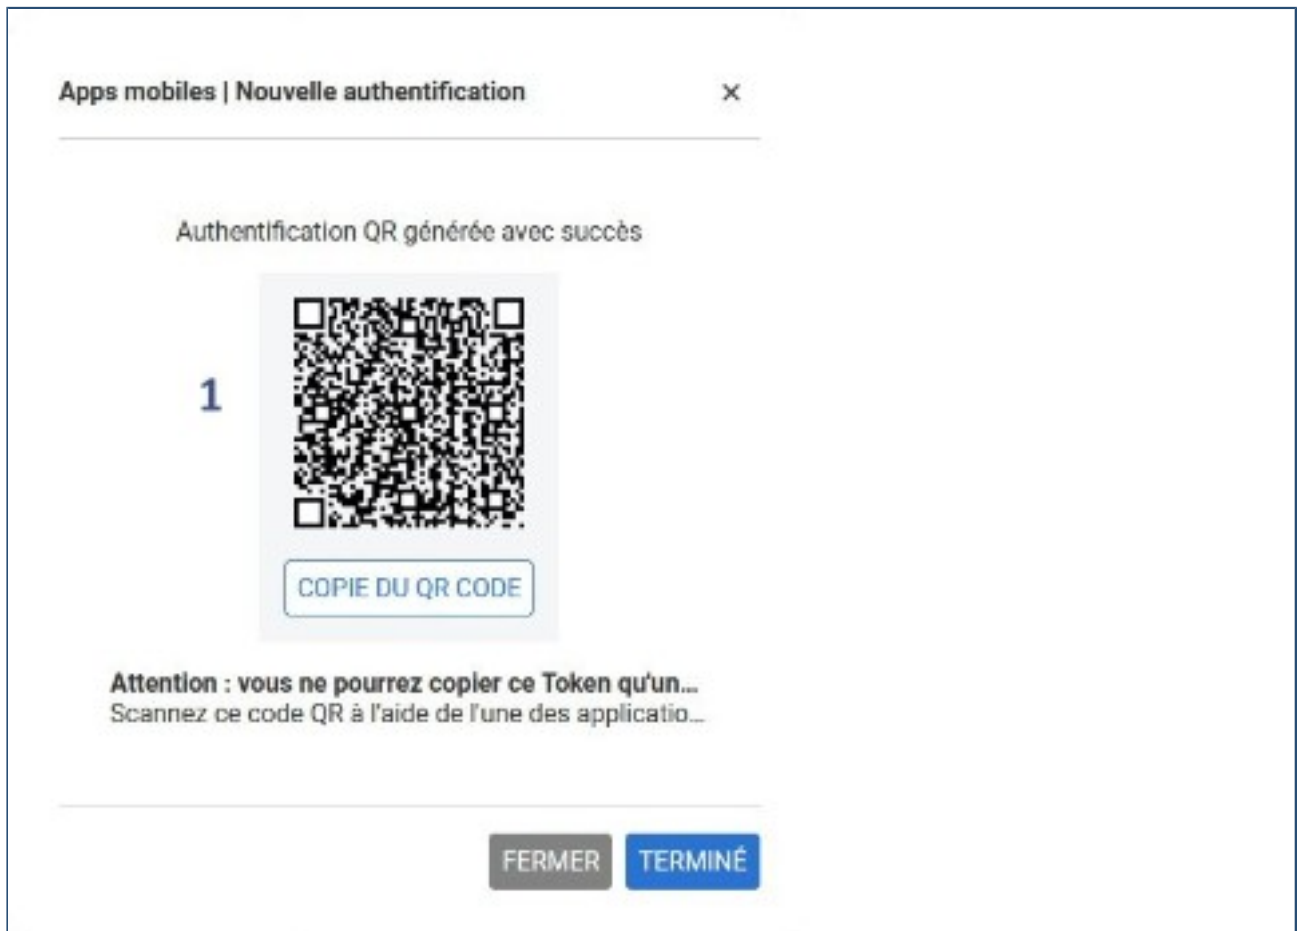 Apps mobiles | Nouvelle authentification
Authentification QR générée avec succès
1
COPIE DU QR CODE
Attention : vous ne pourrez copier ce Token qu'un...
Scannez ce code QR à l'aide de l'une des applicatio...
FERMER TERMINÉ